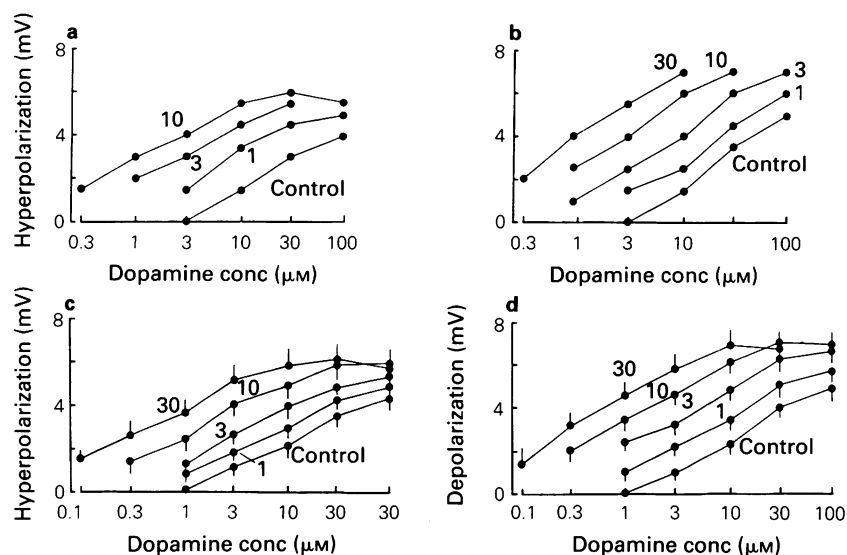 a
Hyperpolarization (mV)
8
4
0
10
3
1
Control
0.3 1 3 10 30 100
Dopamine conc (μM)
b
8
4
0
30 10 3
1
Control
0.3 1 3 10 100
Dopamine conc (μM)
c
Hyperpolarization (mV)
8
4
0
30
10
3
1
Control
0.1 0.3 1 3 10 30 30
Dopamine conc (μM)
d
Depolarization (mV)
8
4
0
30
10
3
1
Control
0.1 0.3 1 3 10 30 100
Dopamine conc (μM)